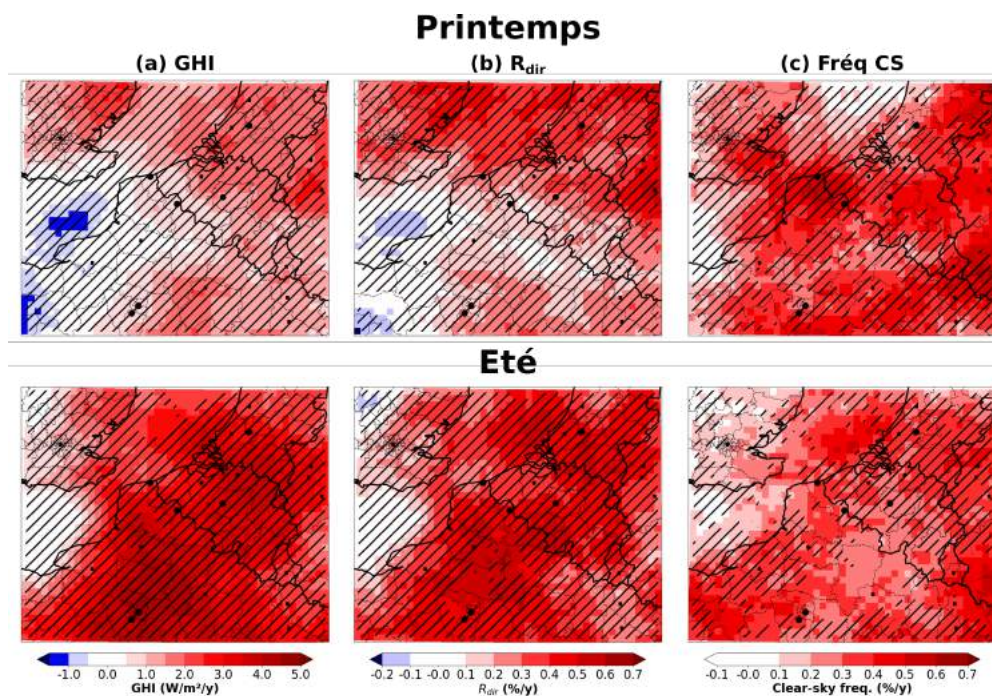 Printemps
(a) GHI (b) R_dir (c) Fréq CS
Eté
-1.0 0.0 1.0 2.0 3.0 4.0 5.0 -0.2 -0.1 -0.0 0.1 0.2 0.3 0.4 0.5 0.6 0.7 -0.1 0.0 0.1 0.2 0.3 0.4 0.5 0.6 0.7
GHI (W/m²/y) R_dir (%/y) Clear-sky freq. (%/y)